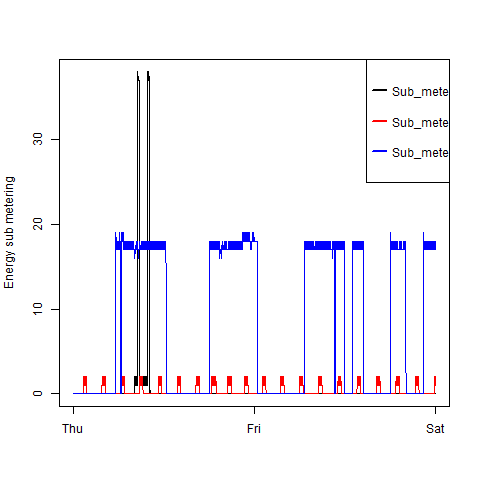 Sub_mete
Sub_mete
Sub_mete
Energy sub metering
0
10
20
30
Thu
Fri
Sat